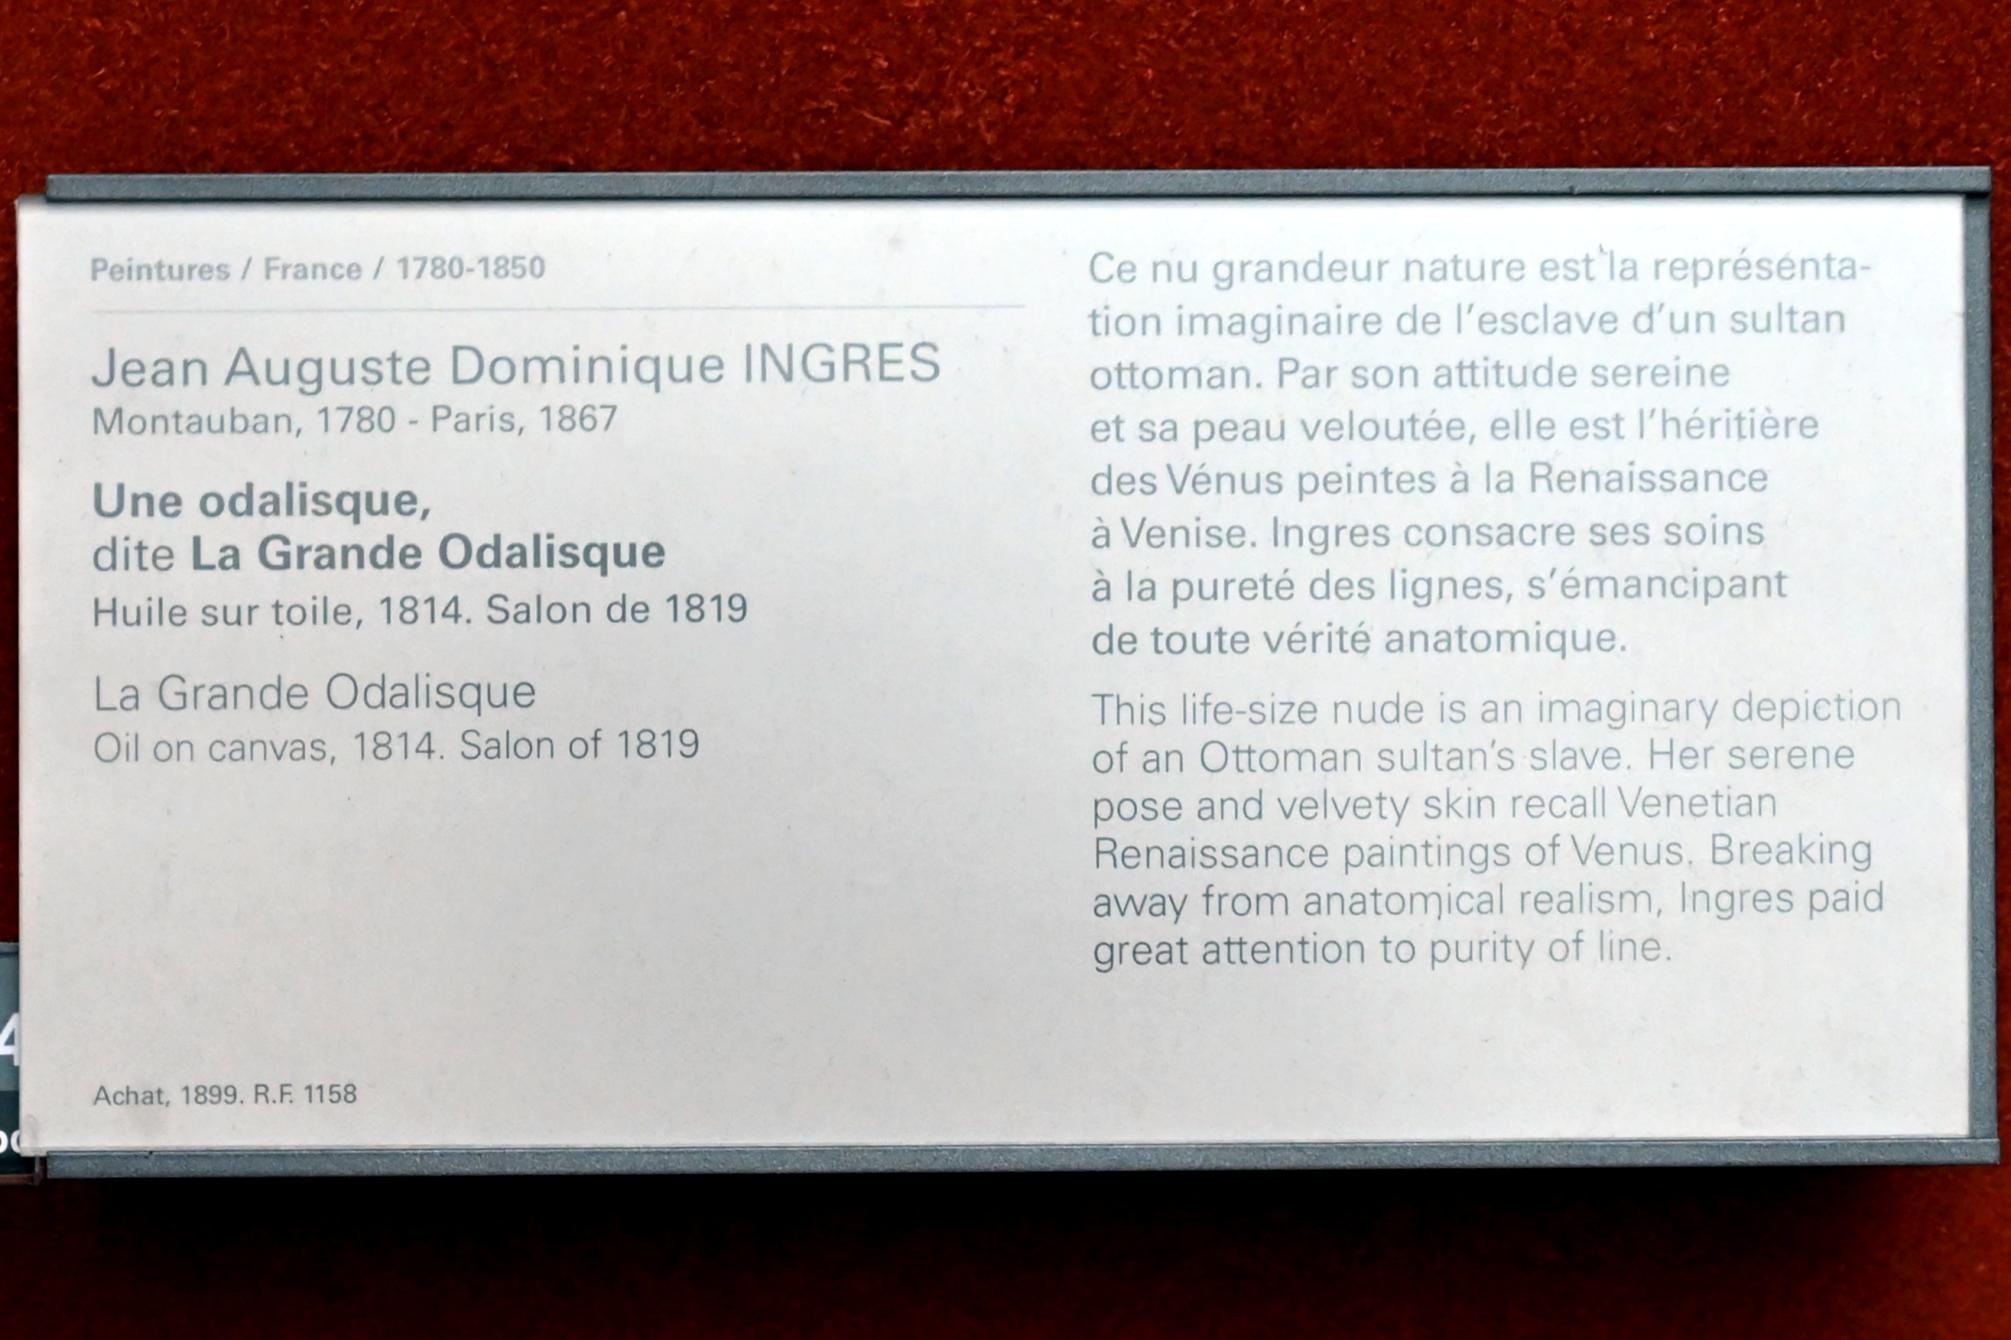 Peintures / France / 1780-1850
Jean Auguste Dominique INGRES
Montauban, 1780 - Paris, 1867
Une odalisque,
dite La Grande Odalisque
Huile sur toile, 1814. Salon de 1819
La Grande Odalisque
Oil on canvas, 1814. Salon of 1819
Achat, 1899. R.F. 1158
Ce nu grandeur nature est la représenta-
tion imaginaire de l'esclave d'un sultan
ottoman. Par son attitude sereine
et sa peau veloutée, elle est l'héritière
des Vénus peintes à la Renaissance
à Venise. Ingres consacre ses soins
à la pureté des lignes, s'émancipant
de toute vérité anatomique.
This life-size nude is an imaginary depiction
of an Ottoman sultan's slave. Her serene
pose and velvety skin recall Venetian
Renaissance paintings of Venus. Breaking
away from anatomical realism, Ingres paid
great attention to purity of line.